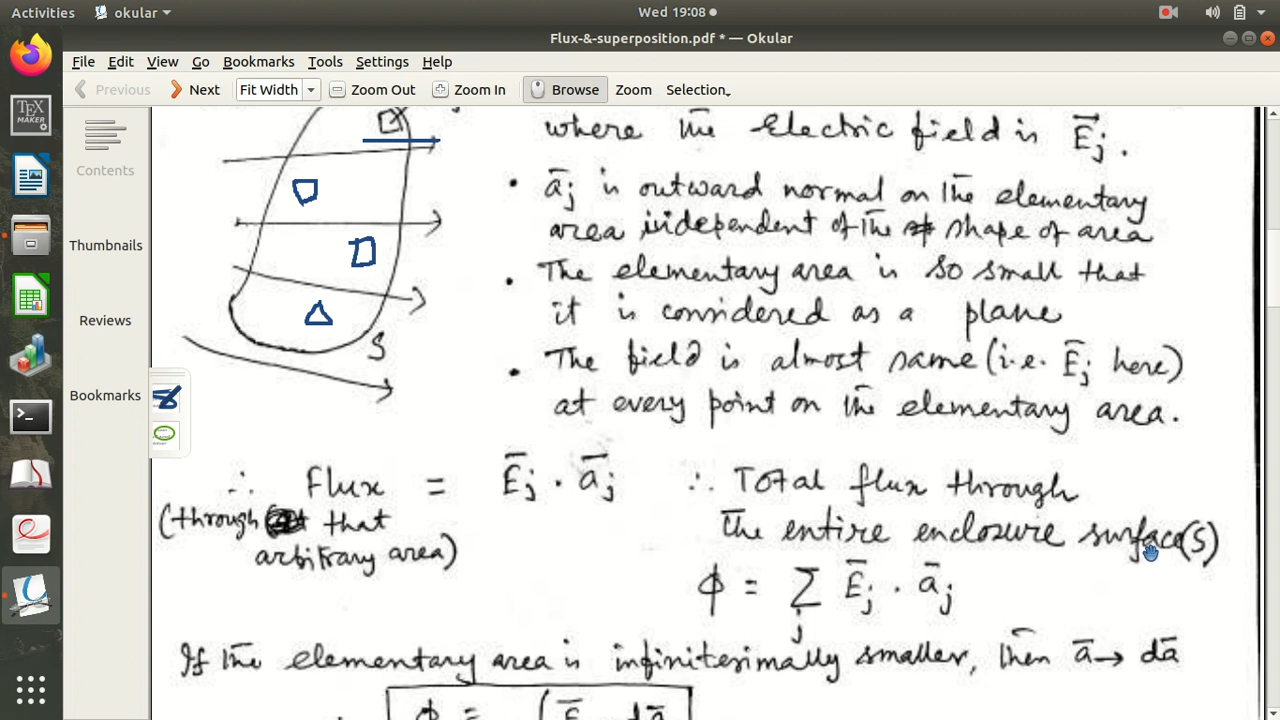 Activities okular Wed 19:08
Flux-&-superposition.pdf * — Okular
File Edit View Go Bookmarks Tools Settings Help
Previous Next Fit Width Zoom Out Zoom In Browse Zoom Selection
Contents
Thumbnails
Reviews
Bookmarks
where the electric field is Ej.
• aj is outward normal on the elementary
area independent of the shape of area
• The elementary area is so small that
it is considered as a plane
• The field is almost same (i.e. Ej here)
at every point on the elementary area.
S
∴ Flux = Ēj · āj
(through that
arbitrary area)
∴ Total flux through
the entire enclosure surface(S)
ϕ = ∑j Ēj · āj
If the elementary area is infinitesimally smaller, then ā → dā
ϕ = ∫ Ē · dā